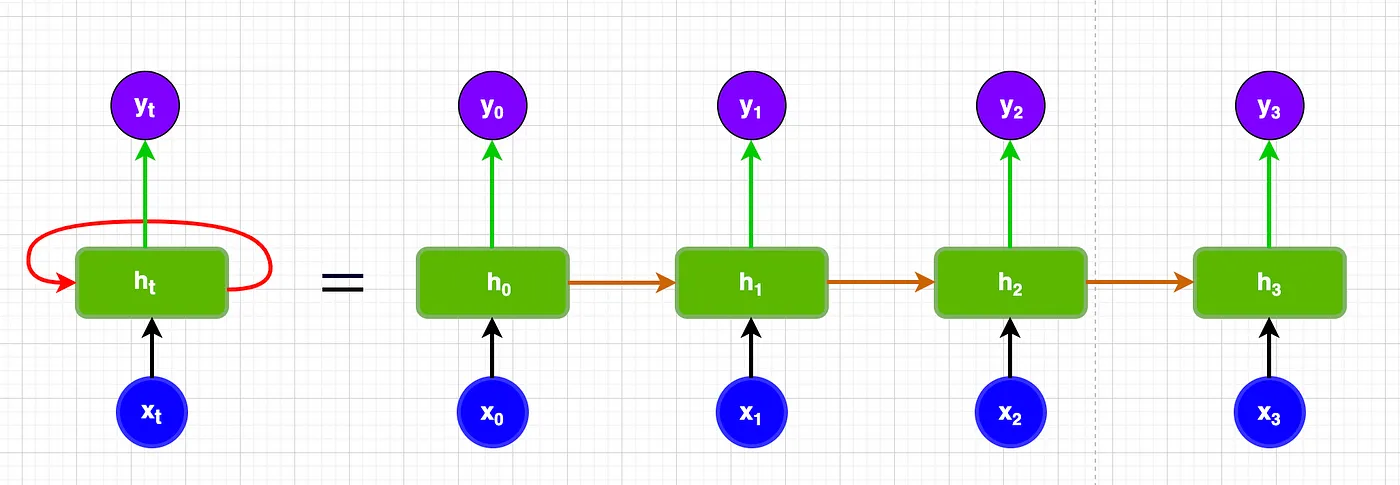 yt y0 y1 y2 y3
ht = h0 h1 h2 h3
xt x0 x1 x2 x3